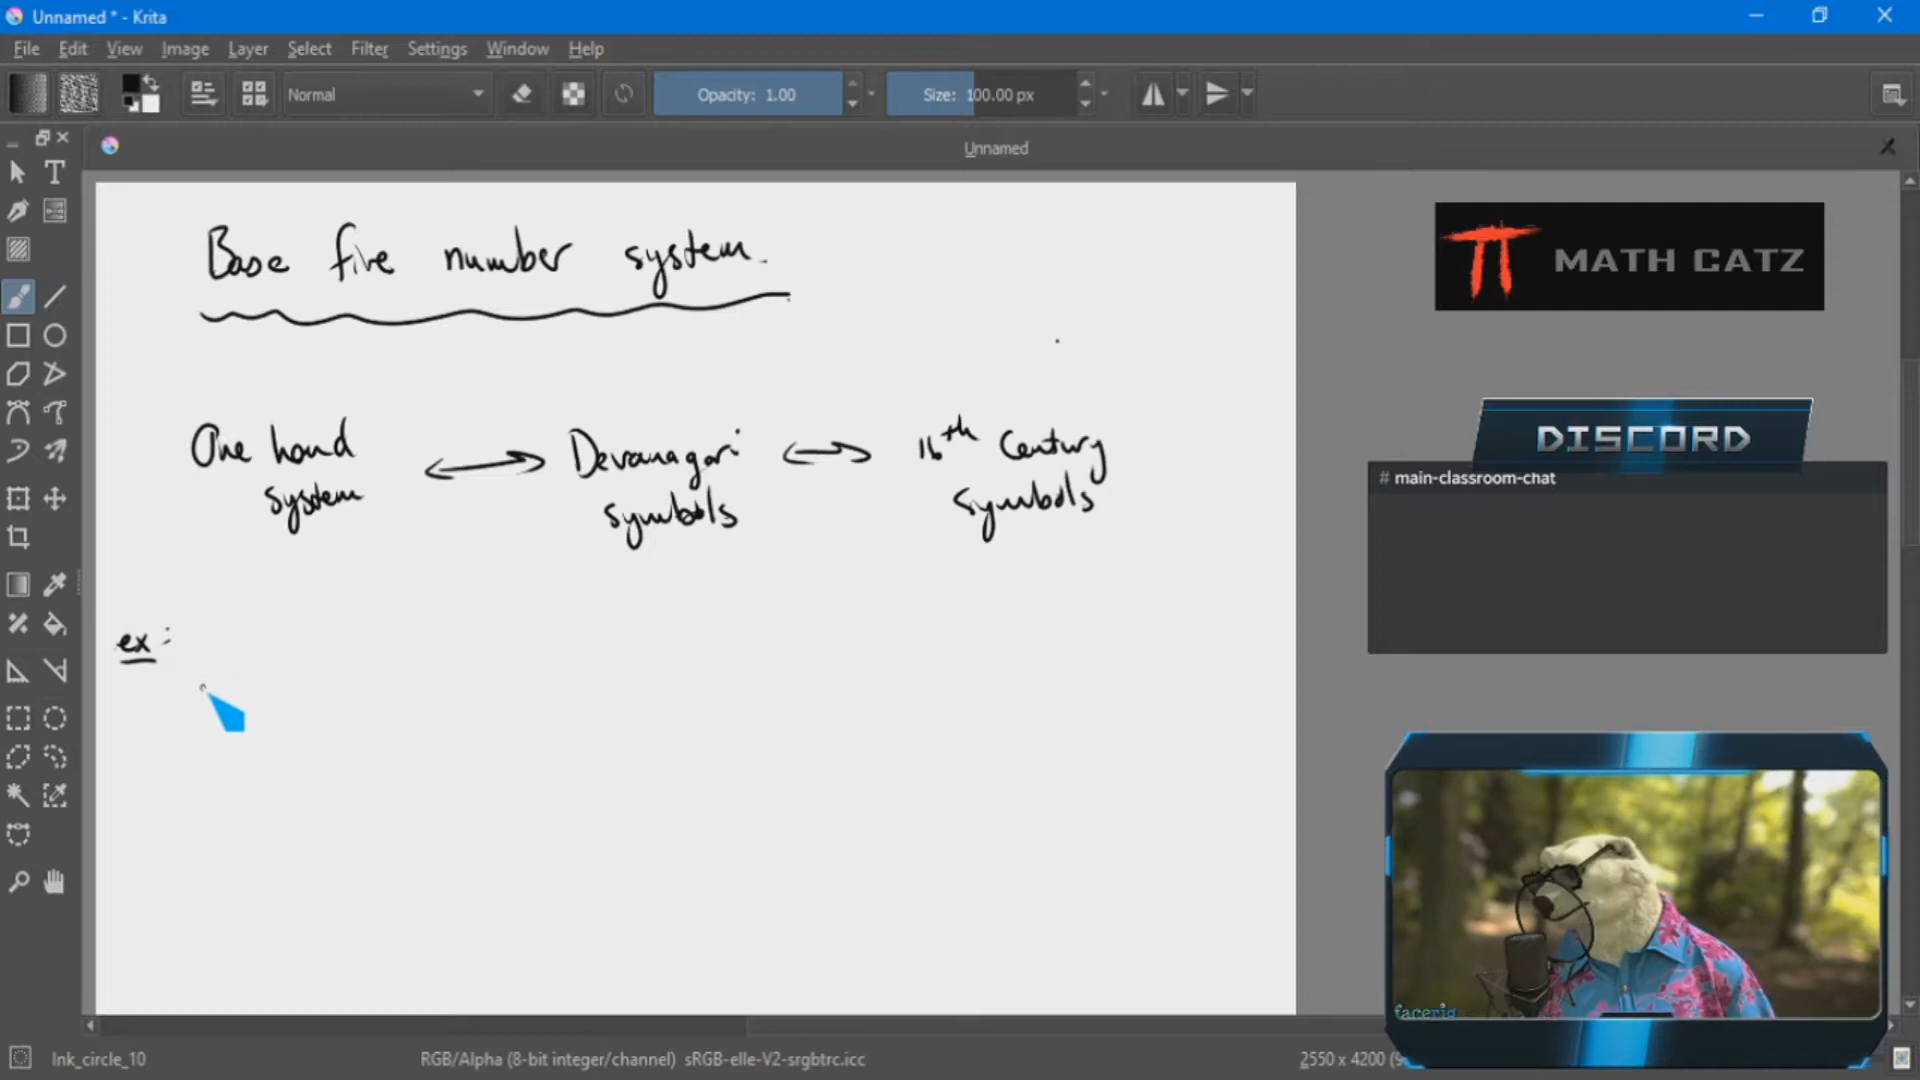 Unnamed * - Krita
File Edit View Image Layer Select Filter Settings Window Help
Normal
Opacity: 1.00
Size: 100.00 px
Unnamed
Base five number system.
One hand system
Devanagari symbols
16th Century symbols
ex:
MATH CATZ
DISCORD
# main-classroom-chat
facerig
Ink_circle_10
RGB/Alpha (8-bit integer/channel) sRGB-elle-V2-srgbtrc.icc
2550 x 4200 (9